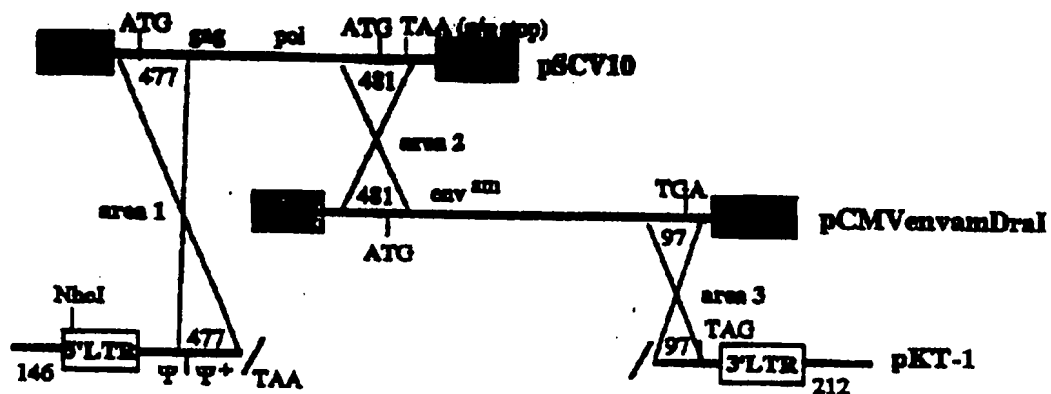 ATG gag pol ATG TAA (gag stop)
477 481 pSCV10
area 2
481 env am TGA
area 1 pCMVenvamDraI
ATG 97
NheI area 3
477 97 TAG
5'LTR 3'LTR pKT-1
146 Ψ Ψ+ TAA 212